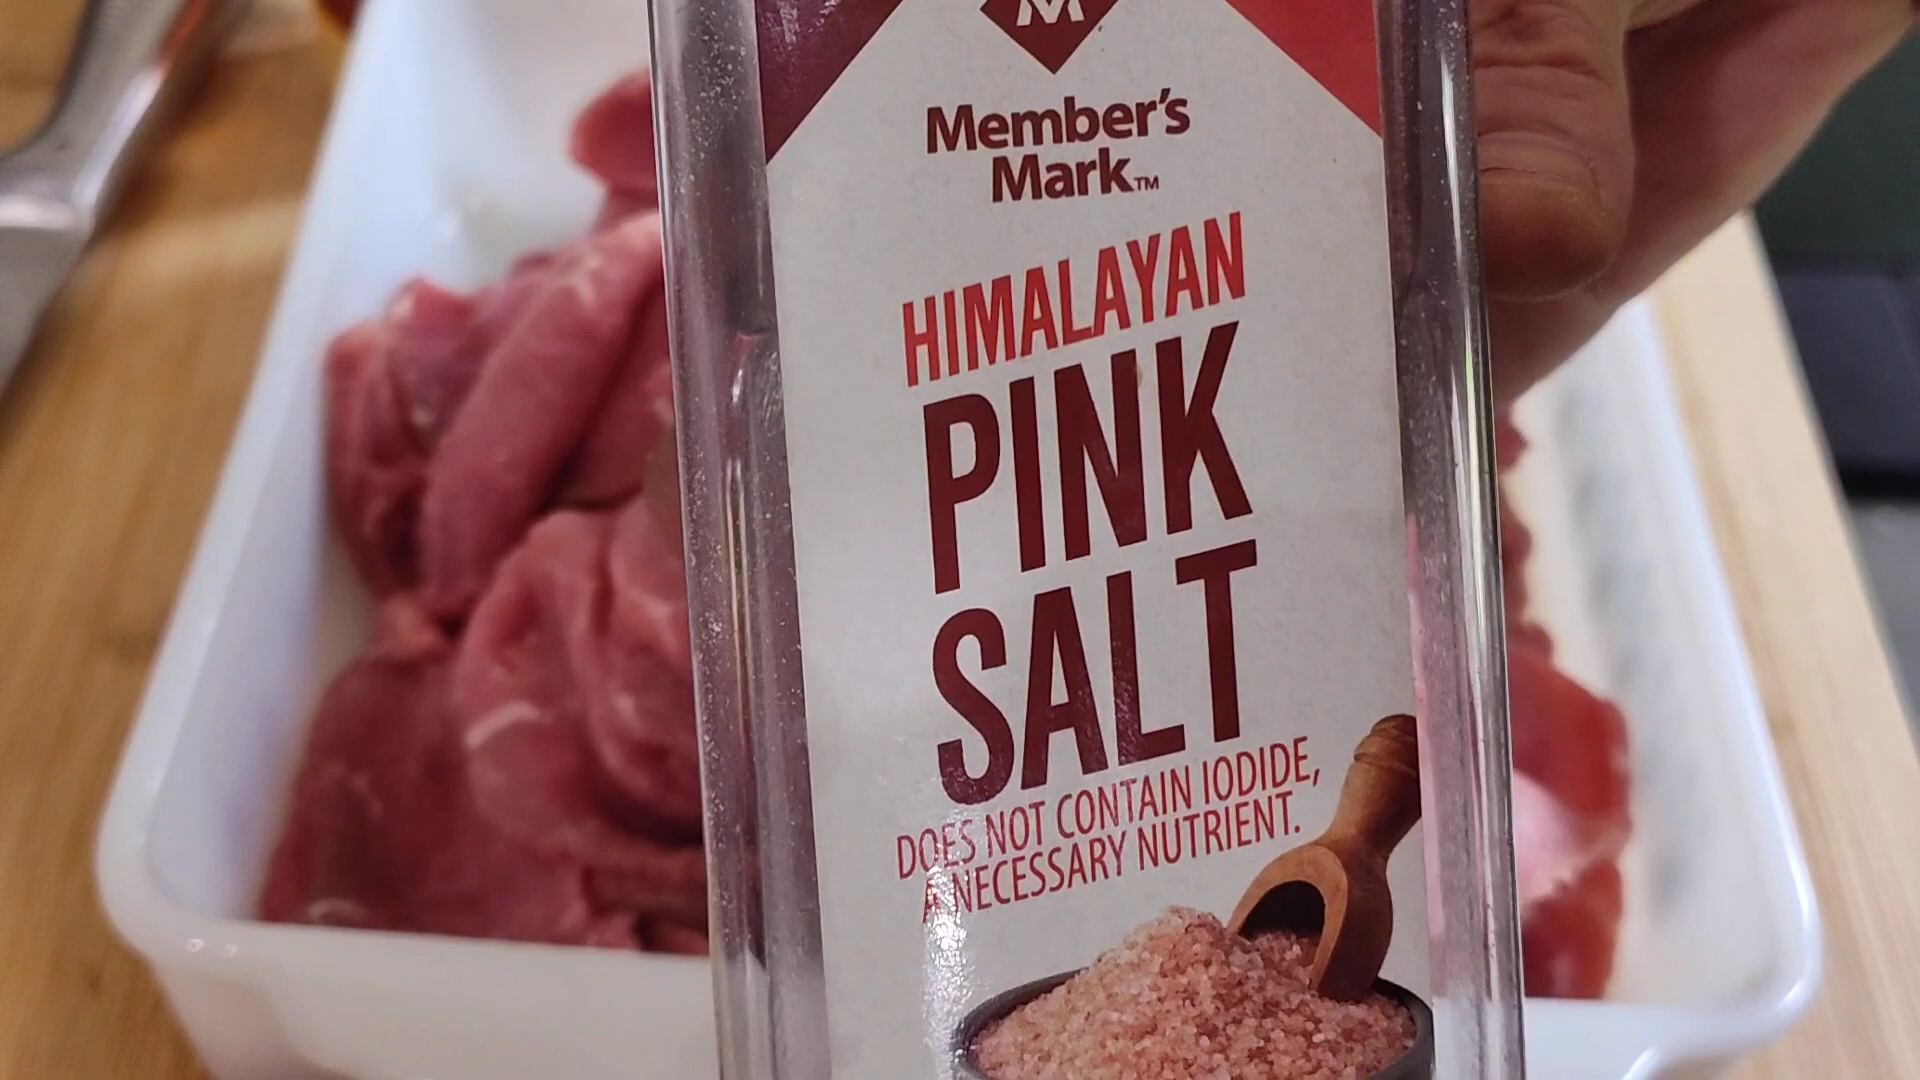 M
Member's
Mark™
HIMALAYAN
PINK
SALT
DOES NOT CONTAIN IODIDE,
A NECESSARY NUTRIENT.